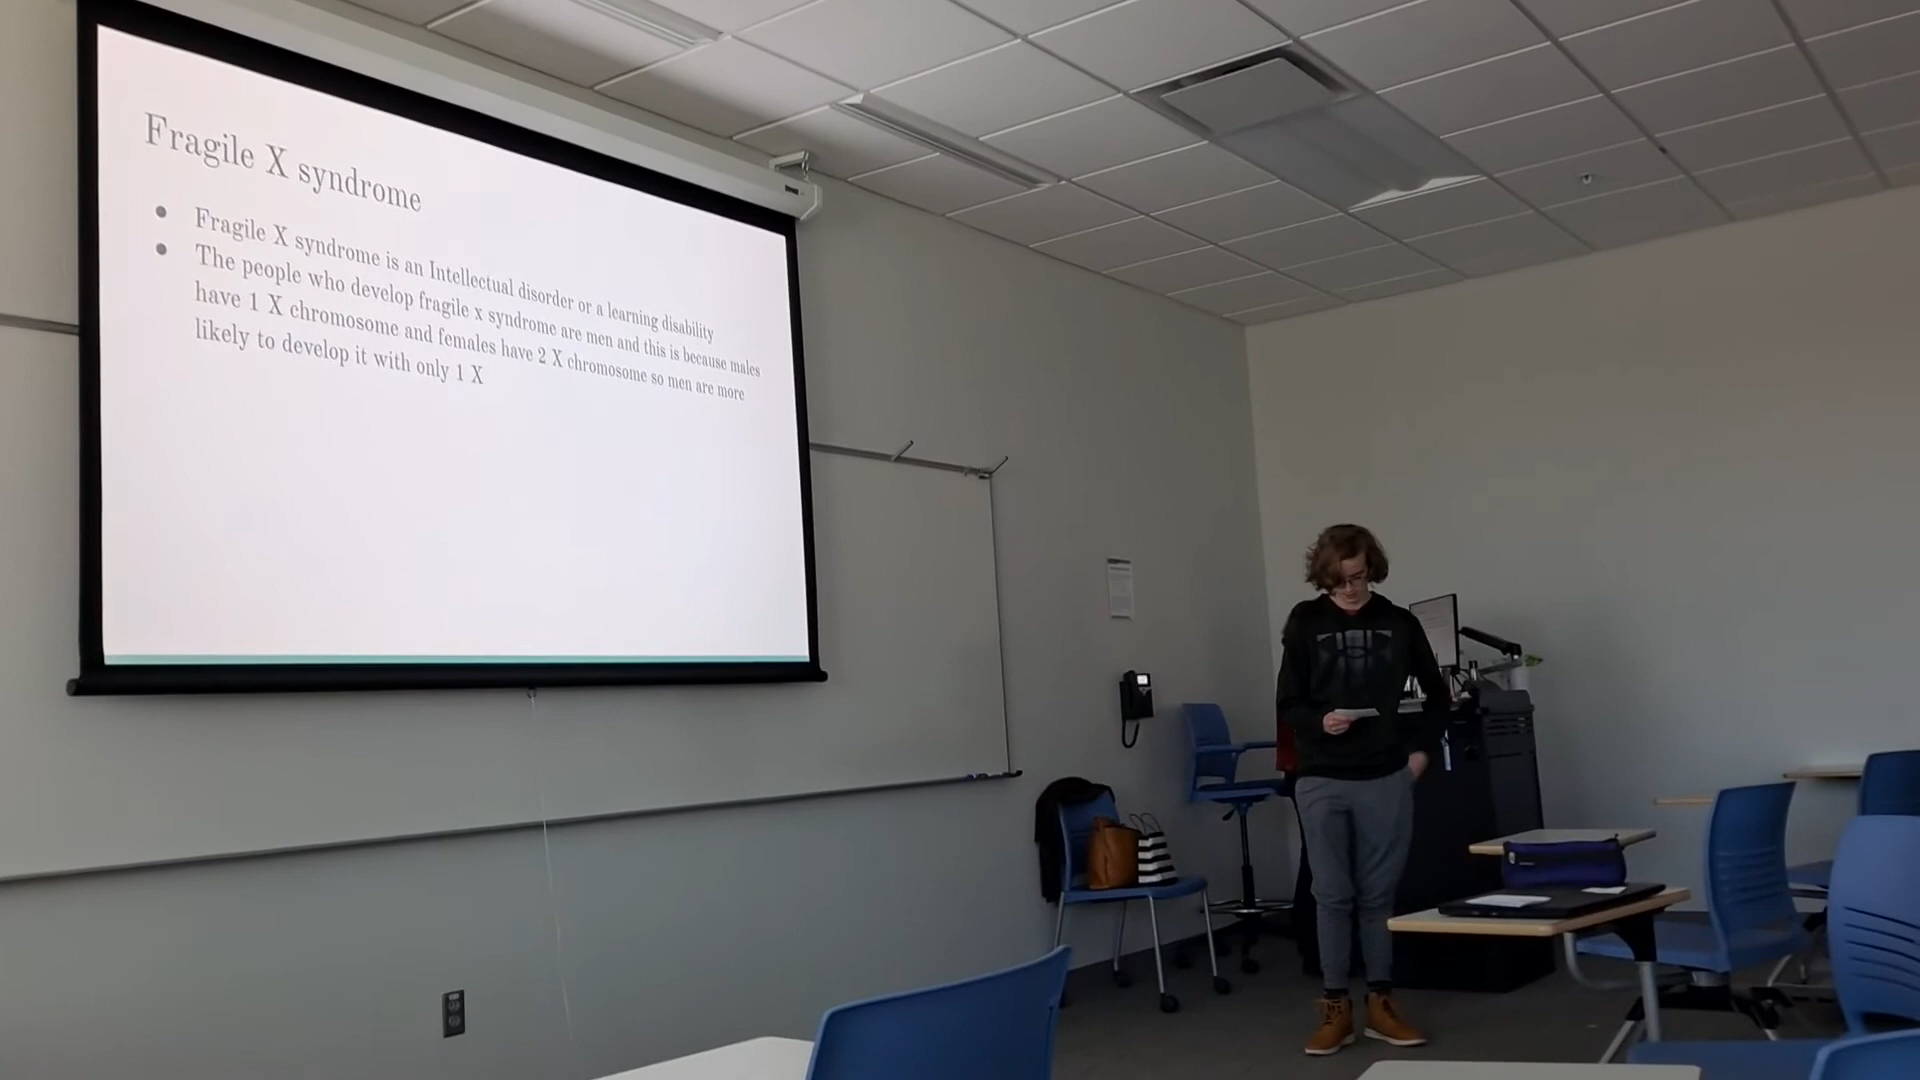 Fragile X syndrome
● Fragile X syndrome is an Intellectual disorder or a learning disability
● The people who develop fragile x syndrome are men and this is because males
have 1 X chromosome and females have 2 X chromosome so men are more
likely to develop it with only 1 X